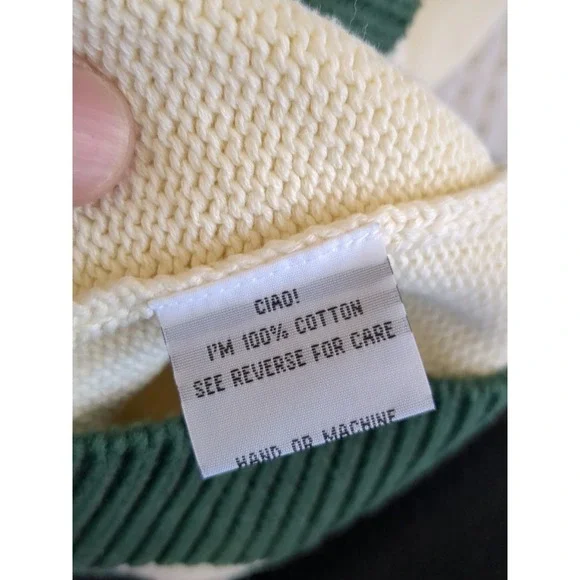 CIAO!
I'M 100% COTTON
SEE REVERSE FOR CARE
HAND OR MACHINE